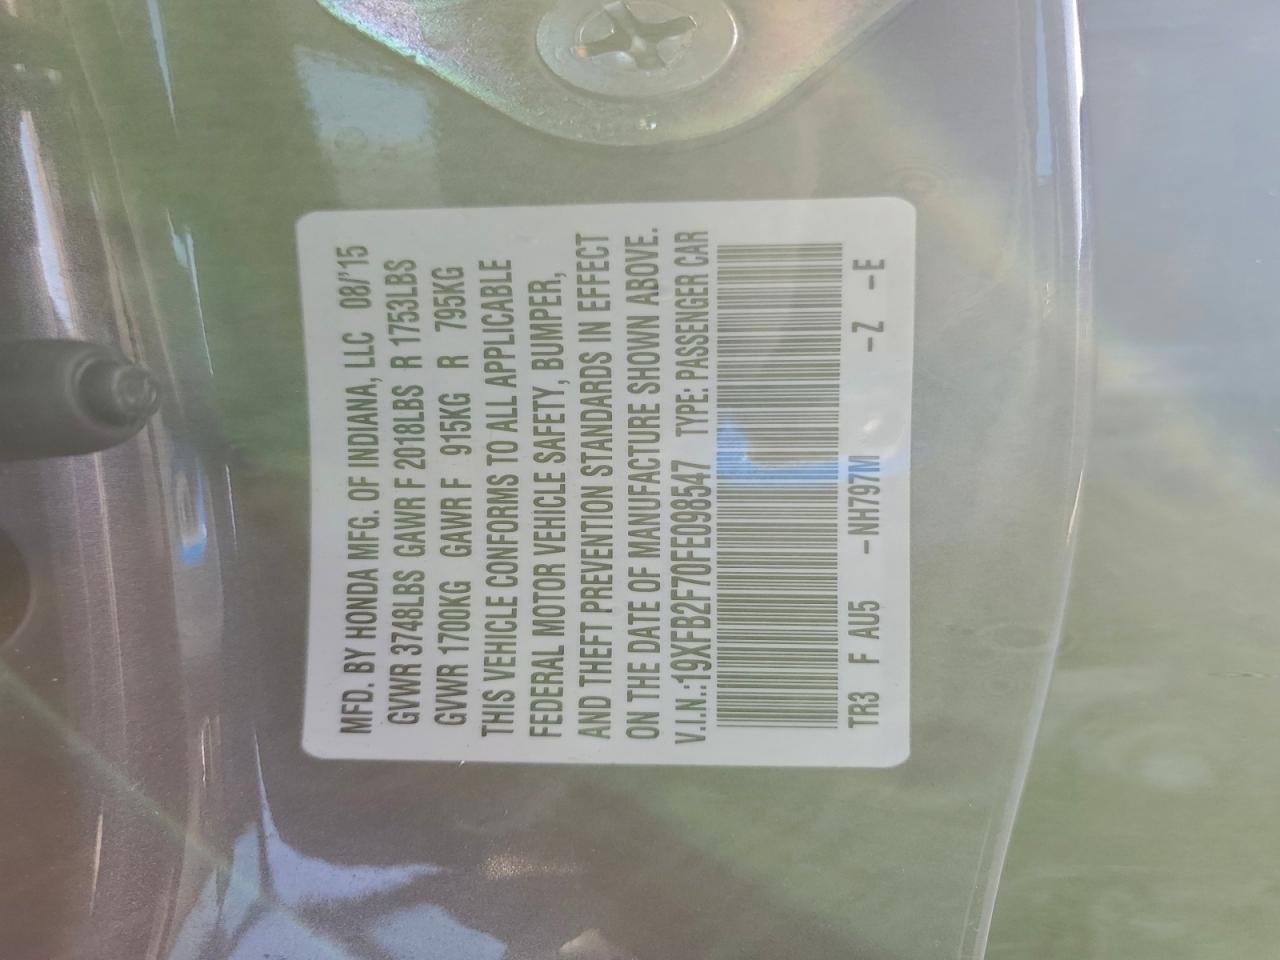 MFD. BY HONDA MFG. OF INDIANA, LLC 08/'15
GVWR 3748LBS GAWR F 2018LBS R 1753LBS
GVWR 1700KG GAWR F 915KG R 795KG
THIS VEHICLE CONFORMS TO ALL APPLICABLE
FEDERAL MOTOR VEHICLE SAFETY, BUMPER,
AND THEFT PREVENTION STANDARDS IN EFFECT
ON THE DATE OF MANUFACTURE SHOWN ABOVE.
V.I.N.:19XFB2F70FE098547 TYPE: PASSENGER CAR
TR3 F AU5 -NH797M -Z -E